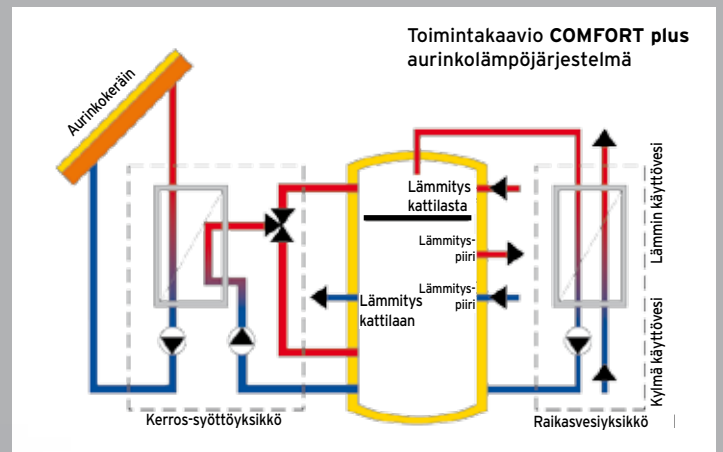 Toimintakaavio COMFORT plus
aurinkolämpöjärjestelmä
Aurinkokeräin
Lämmitys
kattilasta
Lämmitys-
piiri
Lämmitys-
piiri
Lämmitys
kattilaan
Lämmin käyttövesi
Kylmä käyttövesi
Kerros-syöttöyksikkö
Raikasvesiyksikkö